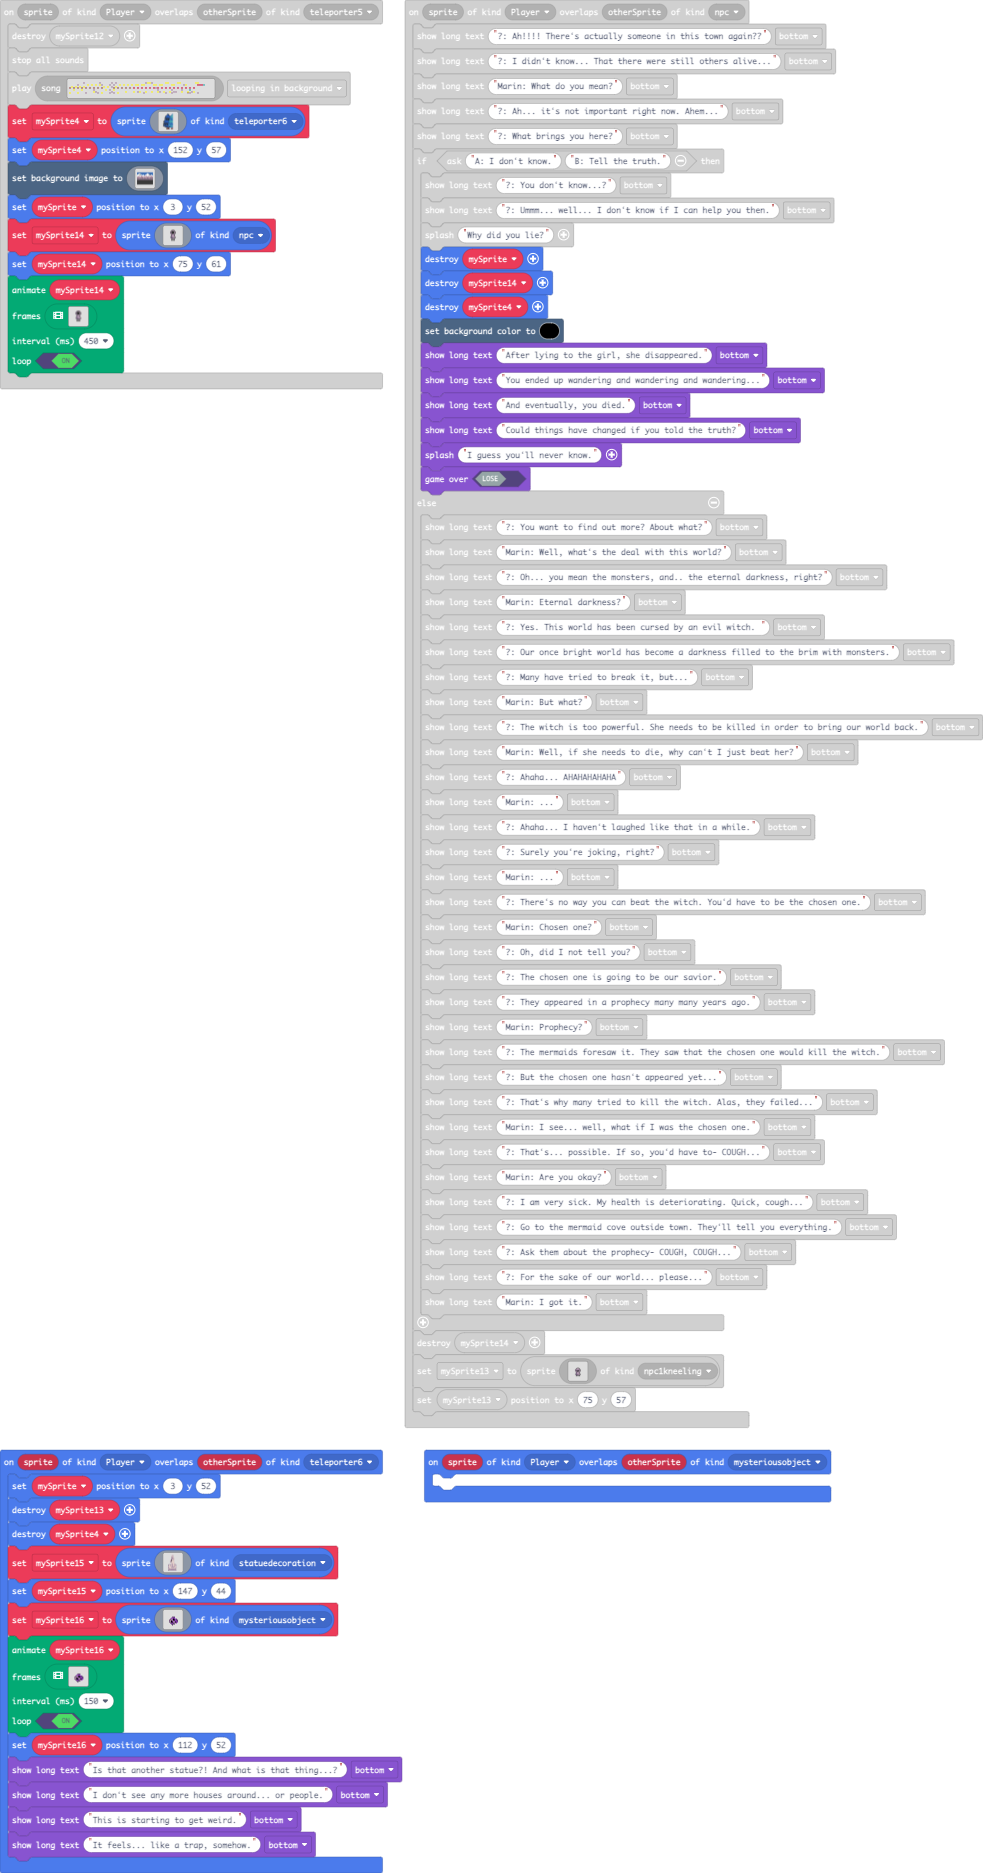 on sprite of kind Player overlaps otherSprite of kind teleporter5
destroy mySprite12
stop all sounds
play song looping in background
set mySprite4 to sprite of kind teleporter6
set mySprite4 position to x 152 y 57
set background image to
set mySprite position to x 3 y 52
set mySprite14 to sprite of kind npc
set mySprite14 position to x 75 y 61
animate mySprite14
frames
interval (ms) 450
loop ON
on sprite of kind Player overlaps otherSprite of kind npc
show long text "?: Ah!!!! There's actually someone in this town again??" bottom
show long text "?: I didn't know... That there were still others alive..." bottom
show long text "Marin: What do you mean?" bottom
show long text "?: Ah... it's not important right now. Ahem..." bottom
show long text "?: What brings you here?" bottom
if ask "A: I don't know." "B: Tell the truth." then
show long text "?: You don't know...?" bottom
show long text "?: Ummm... well... I don't know if I can help you then." bottom
splash "Why did you lie?"
destroy mySprite
destroy mySprite14
destroy mySprite4
set background color to
show long text "After lying to the girl, she disappeared." bottom
show long text "You ended up wandering and wandering and wandering..." bottom
show long text "And eventually, you died." bottom
show long text "Could things have changed if you told the truth?" bottom
splash "I guess you'll never know."
game over LOSE
else
show long text "?: You want to find out more? About what?" bottom
show long text "Marin: Well, what's the deal with this world?" bottom
show long text "?: Oh... you mean the monsters, and.. the eternal darkness, right?" bottom
show long text "Marin: Eternal darkness?" bottom
show long text "?: Yes. This world has been cursed by an evil witch. " bottom
show long text "?: Our once bright world has become a darkness filled to the brim with monsters." bottom
show long text "?: Many have tried to break it, but..." bottom
show long text "Marin: But what?" bottom
show long text "?: The witch is too powerful. She needs to be killed in order to bring our world back." bottom
show long text "Marin: Well, if she needs to die, why can't I just beat her?" bottom
show long text "?: Ahaha... AHAHAHAHAHA" bottom
show long text "Marin: ..." bottom
show long text "?: Ahaha... I haven't laughed like that in a while." bottom
show long text "?: Surely you're joking, right?" bottom
show long text "Marin: ..." bottom
show long text "?: There's no way you can beat the witch. You'd have to be the chosen one." bottom
show long text "Marin: Chosen one?" bottom
show long text "?: Oh, did I not tell you?" bottom
show long text "?: The chosen one is going to be our savior." bottom
show long text "?: They appeared in a prophecy many many years ago." bottom
show long text "Marin: Prophecy?" bottom
show long text "?: The mermaids foresaw it. They saw that the chosen one would kill the witch." bottom
show long text "?: But the chosen one hasn't appeared yet..." bottom
show long text "?: That's why many tried to kill the witch. Alas, they failed..." bottom
show long text "Marin: I see... well, what if I was the chosen one." bottom
show long text "?: That's... possible. If so, you'd have to- COUGH..." bottom
show long text "Marin: Are you okay?" bottom
show long text "?: I am very sick. My health is deteriorating. Quick, cough..." bottom
show long text "?: Go to the mermaid cove outside town. They'll tell you everything." bottom
show long text "?: Ask them about the prophecy- COUGH, COUGH..." bottom
show long text "?: For the sake of our world... please..." bottom
show long text "Marin: I got it." bottom
destroy mySprite14
set mySprite13 to sprite of kind npc1kneeling
set mySprite13 position to x 75 y 57
on sprite of kind Player overlaps otherSprite of kind teleporter6
set mySprite position to x 3 y 52
destroy mySprite13
destroy mySprite4
set mySprite15 to sprite of kind statuedecoration
set mySprite15 position to x 147 y 44
set mySprite16 to sprite of kind mysteriousobject
animate mySprite16
frames
interval (ms) 150
loop ON
set mySprite16 position to x 112 y 52
show long text "Is that another statue?! And what is that thing...?" bottom
show long text "I don't see any more houses around... or people." bottom
show long text "This is starting to get weird." bottom
show long text "It feels... like a trap, somehow." bottom
on sprite of kind Player overlaps otherSprite of kind mysteriousobject